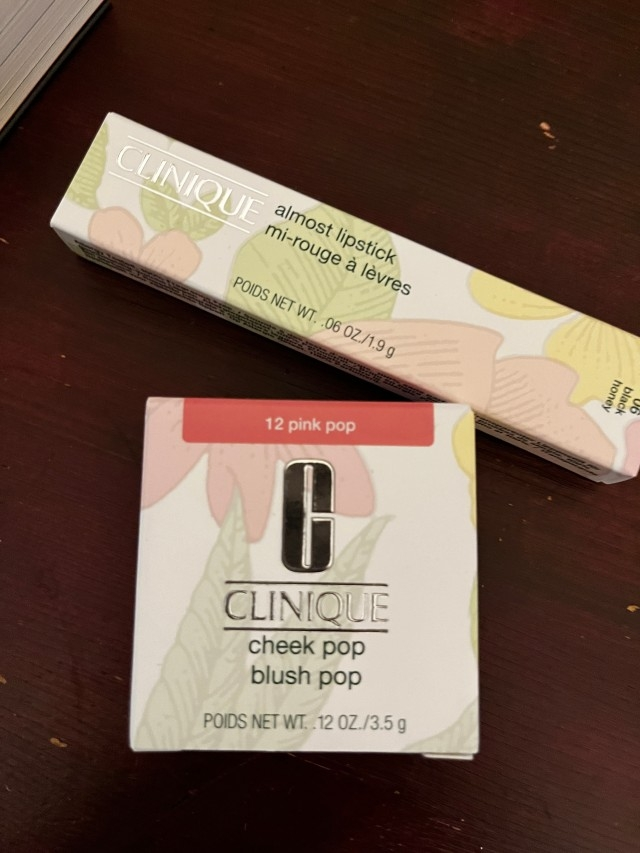 CLINIQUE
almost lipstick
mi-rouge à lèvres
POIDS NET WT. .06 OZ./1.9 g
06
black
honey
12 pink pop
C
CLINIQUE
cheek pop
blush pop
POIDS NET WT. .12 OZ./3.5 g